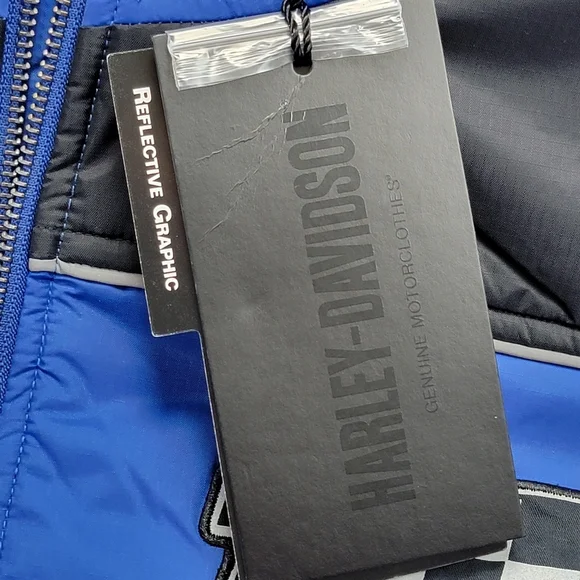 REFLECTIVE GRAPHIC
HARLEY-DAVIDSON
GENUINE MOTORCLOTHES®